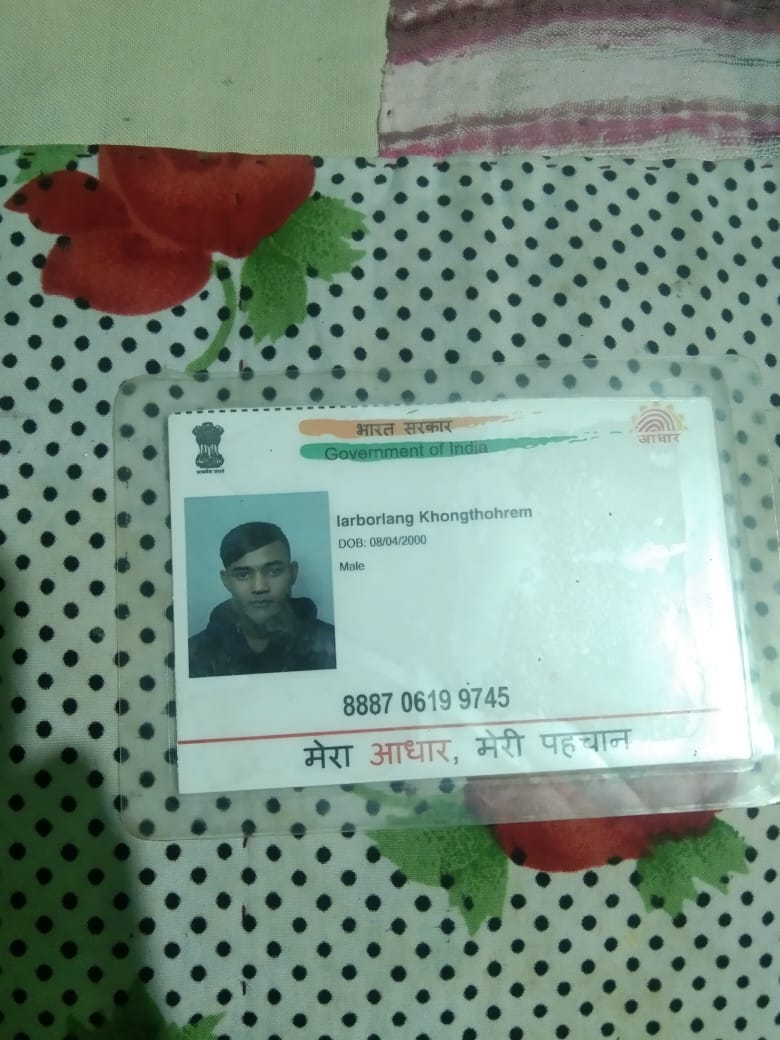 भारत सरकार
Government of India
आधार
Iarborlang Khongthohrem
DOB: 08/04/2000
Male
8887 0619 9745
मेरा आधार, मेरी पहचान